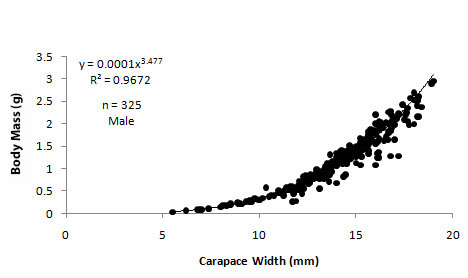 y = 0.0001x^3.477
R² = 0.9672
n = 325
Male
Body Mass (g)
3.5
3
2.5
2
1.5
1
0.5
0
0 5 10 15 20
Carapace Width (mm)